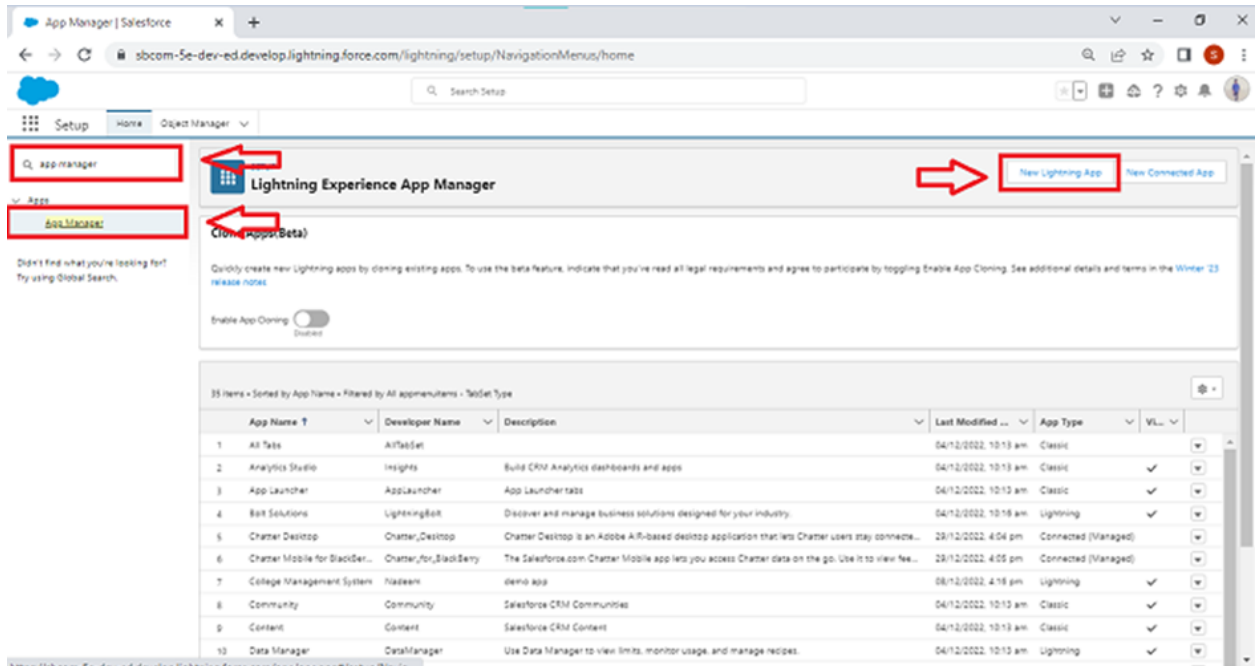 App Manager | Salesforce
sbcom-5e-dev-ed.develop.lightning.force.com/lightning/setup/NavigationMenus/home
S
Search Setup
Setup Home Object Manager
app manager
Apps
App Manager
Didn't find what you're looking for?
Try using Global Search.
Lightning Experience App Manager
New Lightning App New Connected App
Clone Apps(Beta)
Quickly create new Lightning apps by cloning existing apps. To use the beta feature, indicate that you've read all legal requirements and agree to participate by toggling Enable App Cloning. See additional details and terms in the Winter '23
release notes
Enable App Cloning
Disabled
35 items • Sorted by App Name • Filtered by All appmenuitems - TabSet Type
App Name Developer Name Description Last Modified ... App Type Vi...
1 All Tabs AllTabSet 04/12/2022, 10:13 am Classic
2 Analytics Studio Insights Build CRM Analytics dashboards and apps 04/12/2022, 10:13 am Classic
3 App Launcher AppLauncher App Launcher tabs 04/12/2022, 10:13 am Classic
4 Bolt Solutions LightningBolt Discover and manage business solutions designed for your industry. 04/12/2022, 10:16 am Lightning
5 Chatter Desktop Chatter_Desktop Chatter Desktop is an Adobe AIR-based desktop application that lets Chatter users stay connecte... 29/12/2022, 4:04 pm Connected (Managed)
6 Chatter Mobile for BlackBer... Chatter_for_BlackBerry The Salesforce.com Chatter Mobile app lets you access Chatter data on the go. Use it to view fee... 29/12/2022, 4:05 pm Connected (Managed)
7 College Management System Nadeem demo app 08/12/2022, 4:16 pm Lightning
8 Community Community Salesforce CRM Communities 04/12/2022, 10:13 am Classic
9 Content Content Salesforce CRM Content 04/12/2022, 10:13 am Classic
10 Data Manager DataManager Use Data Manager to view limits, monitor usage, and manage recipes. 04/12/2022, 10:13 am Lightning